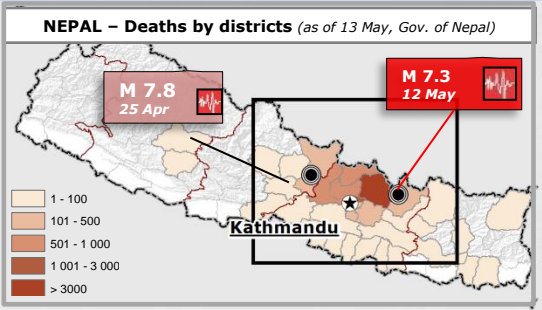 NEPAL – Deaths by districts (as of 13 May, Gov. of Nepal)
M 7.8
25 Apr
M 7.3
12 May
Kathmandu
1 - 100
101 - 500
501 - 1 000
1 001 - 3 000
> 3000